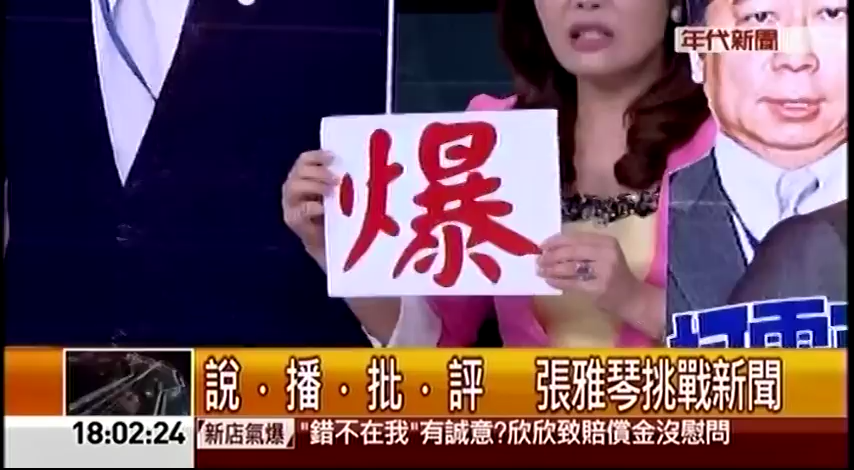 年代新聞
爆
說·播·批·評 張雅琴挑戰新聞
18:02:24
新店氣爆 "錯不在我"有誠意?欣欣致賠償金沒慰問